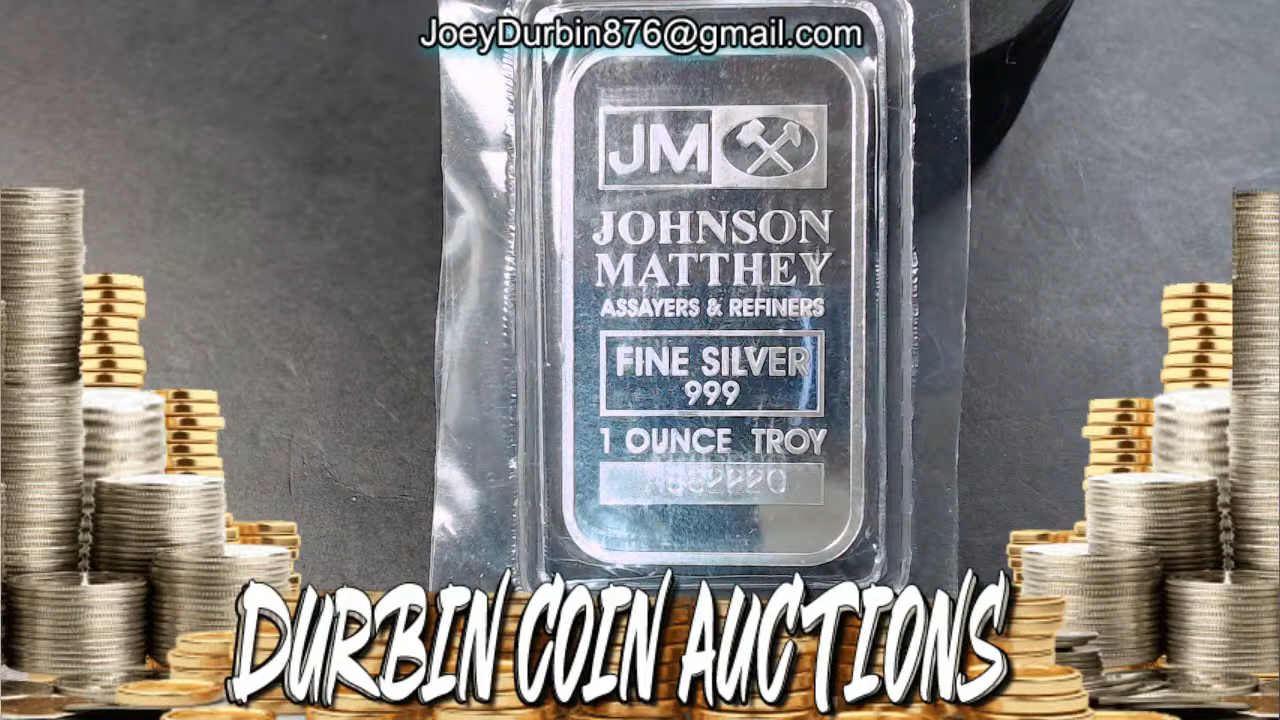 JoeyDurbin876@gmail.com
JM
JOHNSON
MATTHEY
ASSAYERS & REFINERS
FINE SILVER
999
1 OUNCE TROY
DURBIN COIN AUCTIONS